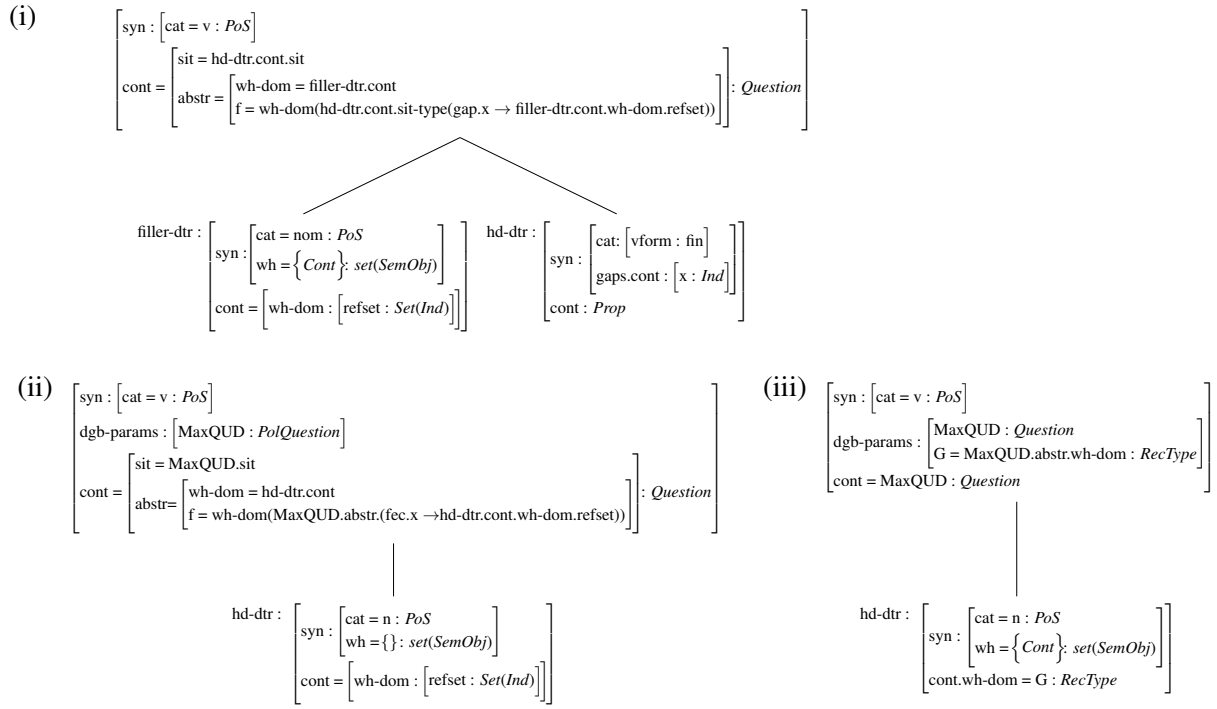 (i)
syn : [cat = v : PoS]
cont = [sit = hd-dtr.cont.sit
abstr = [wh-dom = filler-dtr.cont
f = wh-dom(hd-dtr.cont.sit-type(gap.x → filler-dtr.cont.wh-dom.refset))]] : Question
filler-dtr : [syn : [cat = nom : PoS
wh = {Cont} : set(SemObj)]
cont = [wh-dom : [refset : Set(Ind)]]]
hd-dtr : [syn : [cat: [vform : fin]
gaps.cont : [x : Ind]]
cont : Prop]
(ii)
syn : [cat = v : PoS]
dgb-params : [MaxQUD : PolQuestion]
cont = [sit = MaxQUD.sit
abstr= [wh-dom = hd-dtr.cont
f = wh-dom(MaxQUD.abstr.(fec.x →hd-dtr.cont.wh-dom.refset))]] : Question
hd-dtr : [syn : [cat = n : PoS
wh = {} : set(SemObj)]
cont = [wh-dom : [refset : Set(Ind)]]]
(iii)
syn : [cat = v : PoS]
dgb-params : [MaxQUD : Question
G = MaxQUD.abstr.wh-dom : RecType]
cont = MaxQUD : Question
hd-dtr : [syn : [cat = n : PoS
wh = {Cont} : set(SemObj)]
cont.wh-dom = G : RecType]